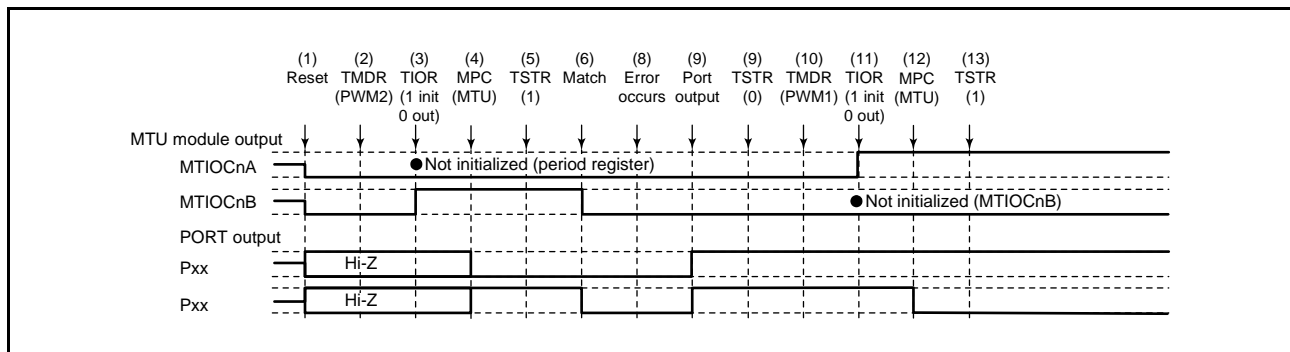 (1) (2) (3) (4) (5) (6) (8) (9) (9) (10) (11) (12) (13)
Reset TMDR TIOR MPC TSTR Match Error Port TSTR TMDR TIOR MPC TSTR
(PWM2) (1 init (MTU) (1) occurs output (0) (PWM1) (1 init (MTU) (1)
0 out) 0 out)
MTU module output
MTIOCnA ● Not initialized (period register)
MTIOCnB ● Not initialized (MTIOCnB)
PORT output
Pxx Hi-Z
Pxx Hi-Z